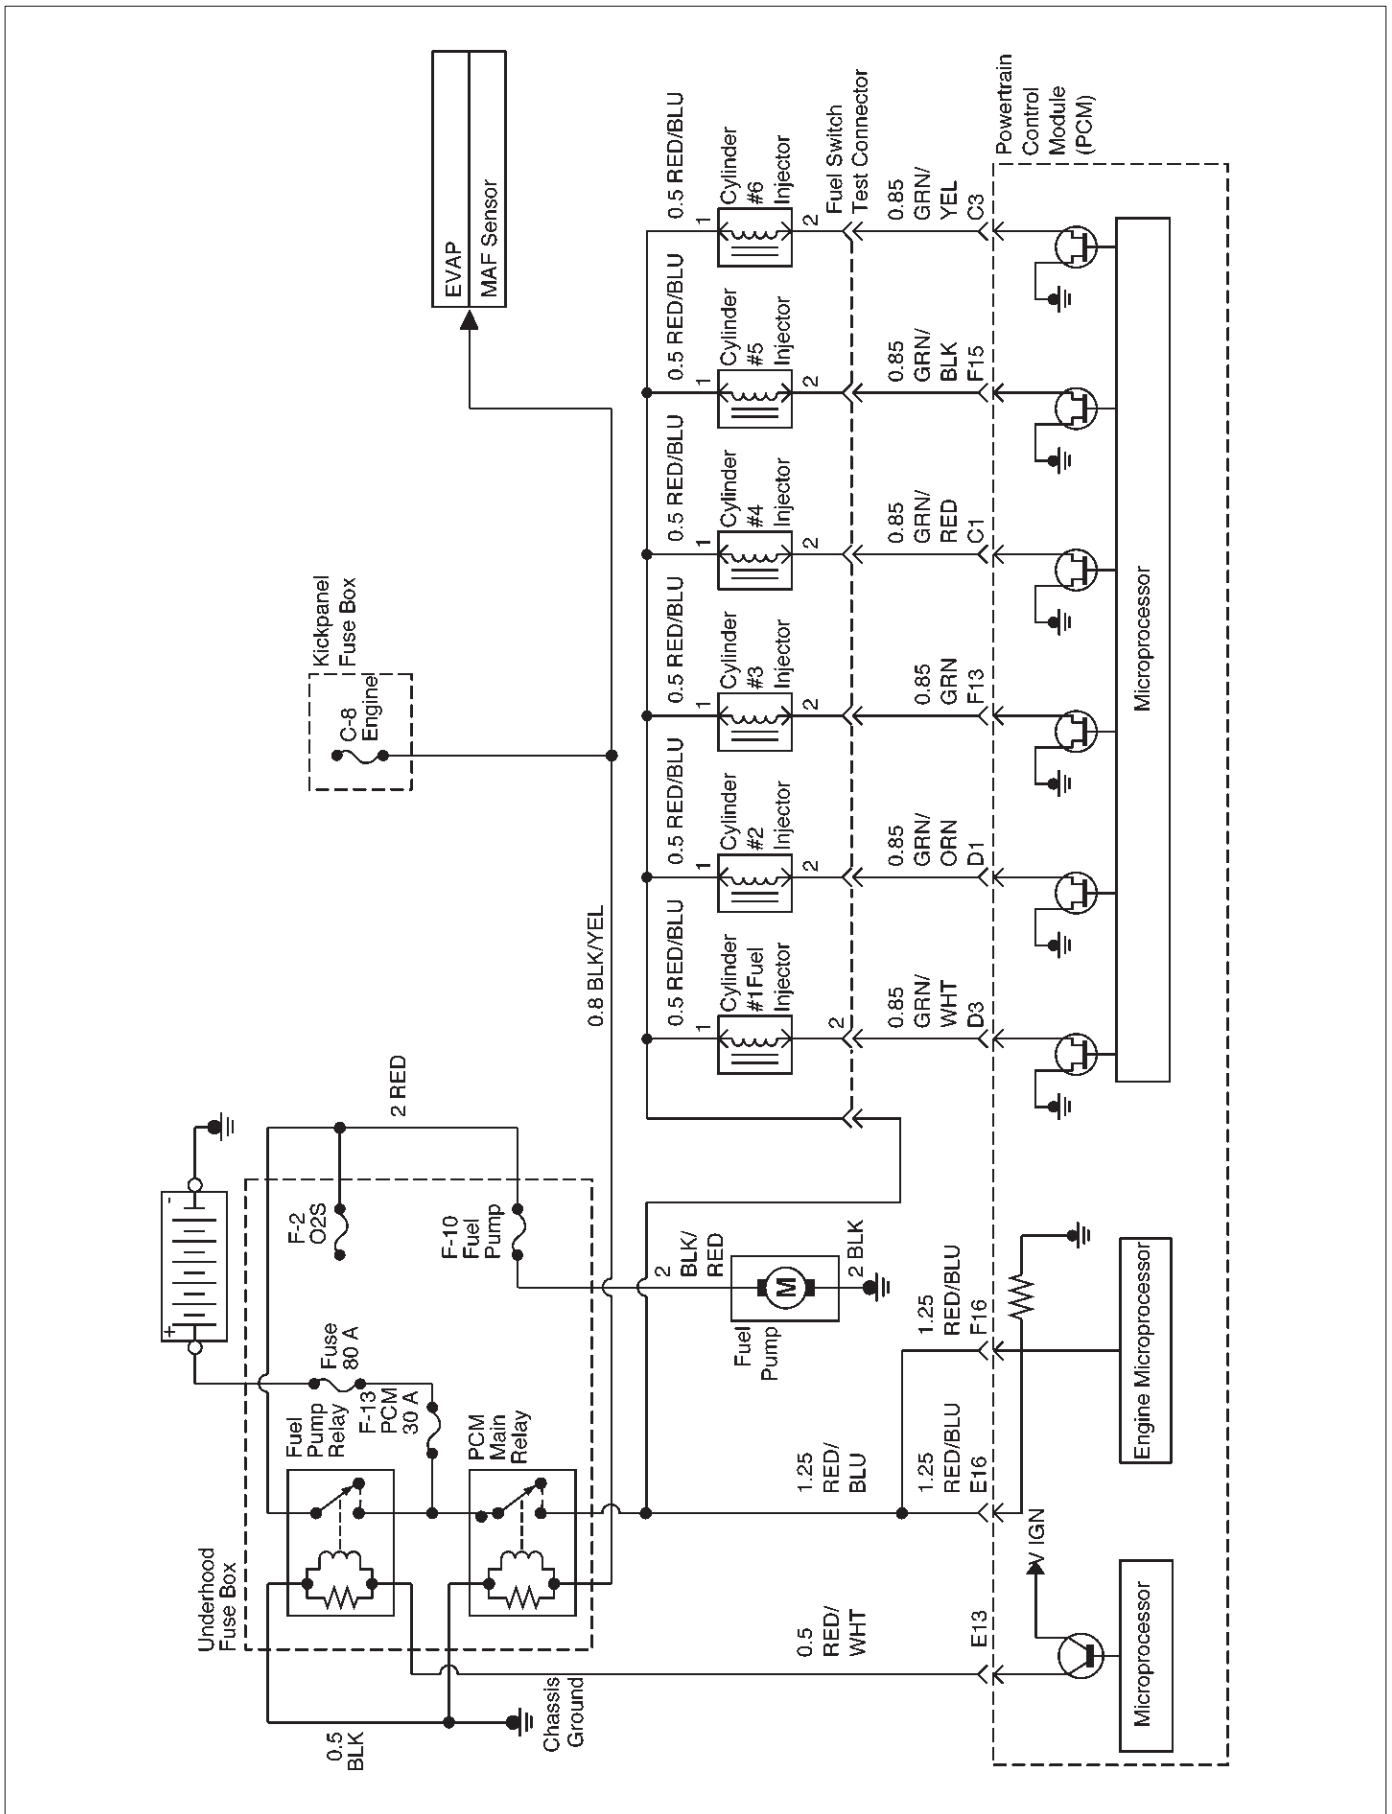 Underhood
Fuse Box
0.5
BLK
Chassis
Ground
Fuel
Pump
Relay
PCM
Main
Relay
+
-
Fuse
80 A
F-13
PCM
30 A
F-2
O2S
F-10
Fuel
Pump
2 RED
Kickpanel
Fuse Box
C-8
Engine
EVAP
MAF Sensor
0.8 BLK/YEL
2
BLK/
RED
Fuel
Pump
M
2 BLK
0.5 RED/BLU
0.5 RED/BLU
0.5 RED/BLU
0.5 RED/BLU
0.5 RED/BLU
0.5 RED/BLU
1
1
1
1
1
1
Cylinder
#1Fuel
Injector
Cylinder
#2
Injector
Cylinder
#3
Injector
Cylinder
#4
Injector
Cylinder
#5
Injector
Cylinder
#6
Injector
2
2
2
2
2
2
Fuel Switch
Test Connector
0.5
RED/
WHT
E13
1.25
RED/
BLU
1.25
RED/BLU
E16
1.25
RED/BLU
F16
0.85
GRN/
WHT
D3
0.85
GRN/
ORN
D1
0.85
GRN
F13
0.85
GRN/
RED
C1
0.85
GRN/
BLK
F15
0.85
GRN/
YEL
C3
Powertrain
Control
Module
(PCM)
V IGN
Microprocessor
Engine Microprocessor
Microprocessor